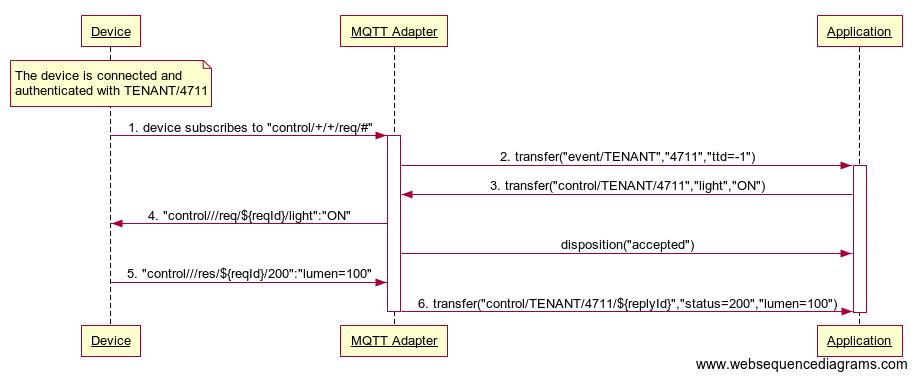 Device
MQTT Adapter
Application
The device is connected and
authenticated with TENANT/4711
1. device subscribes to "control/+/+/req/#"
2. transfer("event/TENANT","4711","ttd=-1")
3. transfer("control/TENANT/4711","light","ON")
4. "control///req/${reqId}/light":"ON"
disposition("accepted")
5. "control///res/${reqId}/200":"lumen=100"
6. transfer("control/TENANT/4711/${replyId}","status=200","lumen=100")
Device
MQTT Adapter
Application
www.websequencediagrams.com